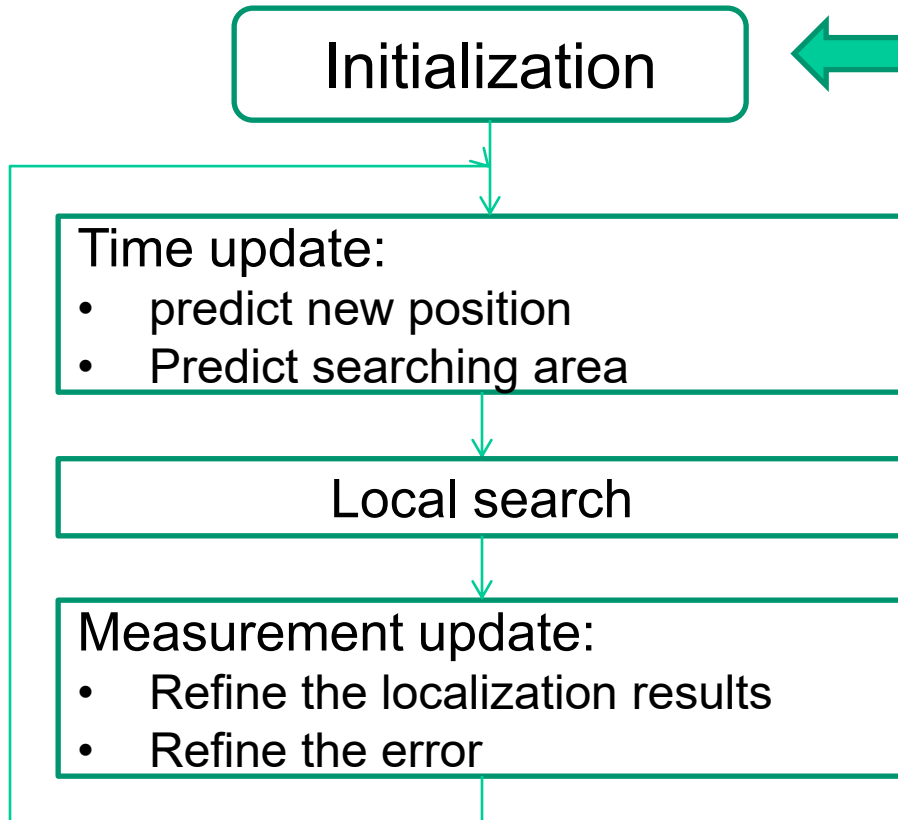 Initialization
Time update:
• predict new position
• Predict searching area
Local search
Measurement update:
• Refine the localization results
• Refine the error